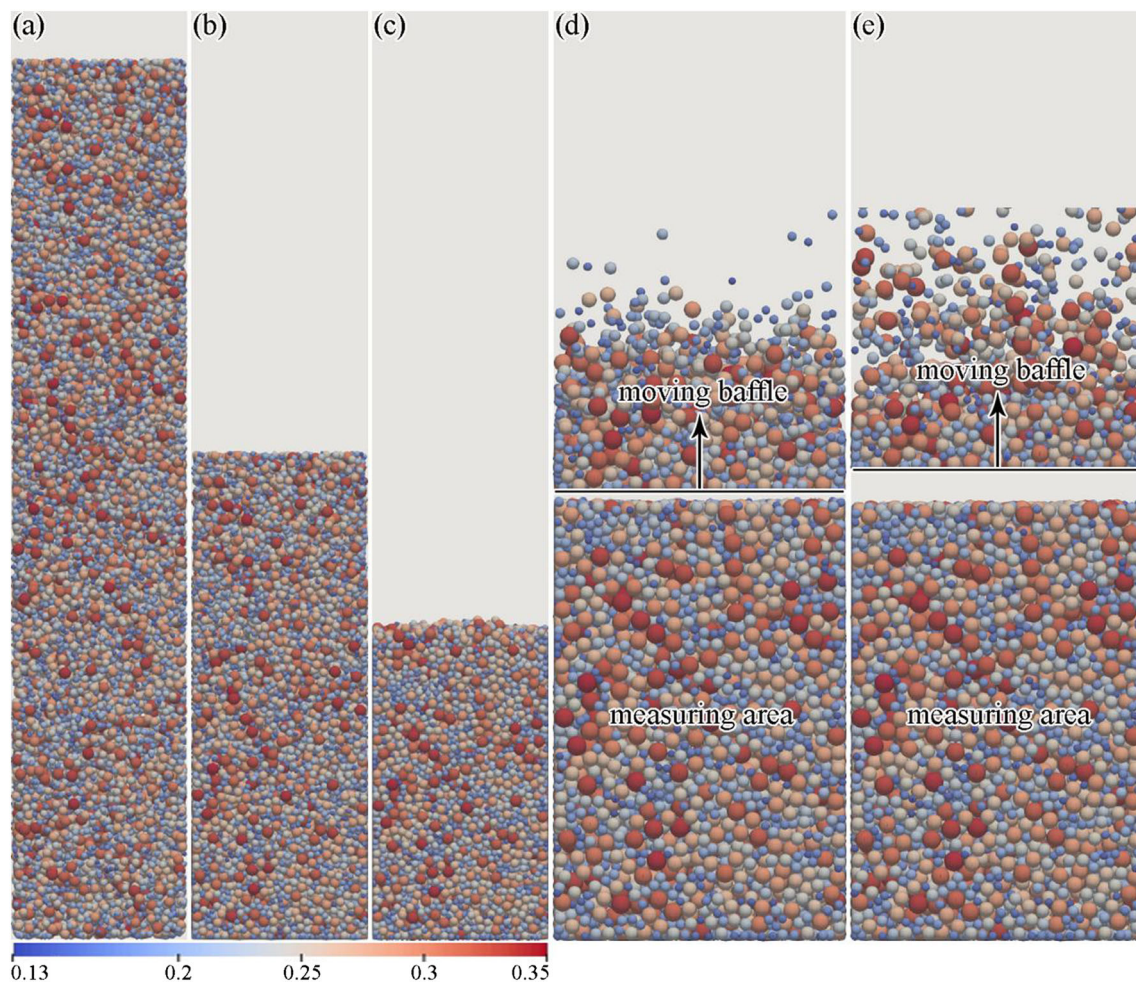 (a)
(b)
(c)
(d)
(e)
moving baffle
moving baffle
measuring area
measuring area
0.13
0.2
0.25
0.3
0.35